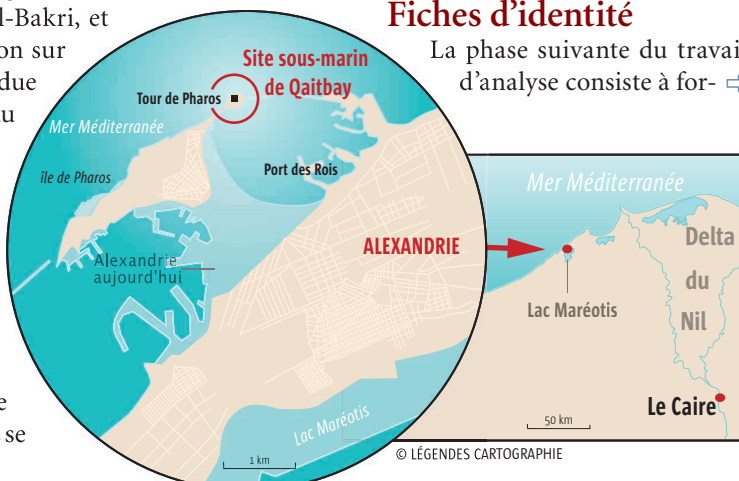 l-Bakri, et
on sur
due
au
e
se
Fiches d’identité
La phase suivante du travail
d’analyse consiste à for- ⇨
Site sous-marin
de Qaitbay
Tour de Pharos
Mer Méditerranée
île de Pharos
Port des Rois
Alexandrie
aujourd'hui
ALEXANDRIE
Lac Maréotis
1 km
Mer Méditerranée
Delta
du
Nil
Lac Maréotis
Le Caire
50 km
© LÉGENDES CARTOGRAPHIE